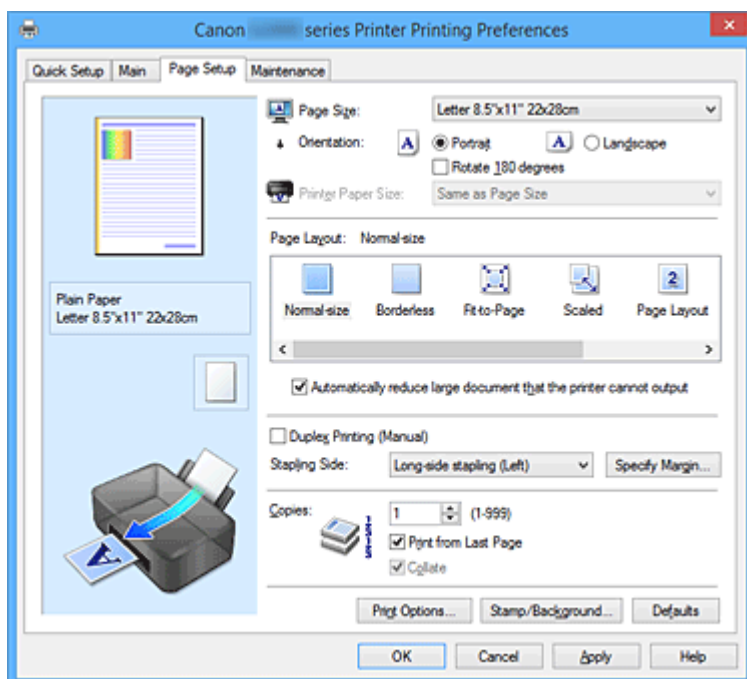 Canon series Printer Printing Preferences
Quick Setup Main Page Setup Maintenance
Page Size: Letter 8.5"x11" 22x28cm
Orientation: A Portrait A Landscape
Rotate 180 degrees
Printer Paper Size: Same as Page Size
Page Layout: Normal-size
2
Normal-size Borderless Fit-to-Page Scaled Page Layout
Plain Paper
Letter 8.5"x11" 22x28cm
Automatically reduce large document that the printer cannot output
Duplex Printing (Manual)
Stapling Side: Long-side stapling (Left) Specify Margin...
Copies: 1 (1-999)
Print from Last Page
Collate
A
Print Options... Stamp/Background... Defaults
OK Cancel Apply Help